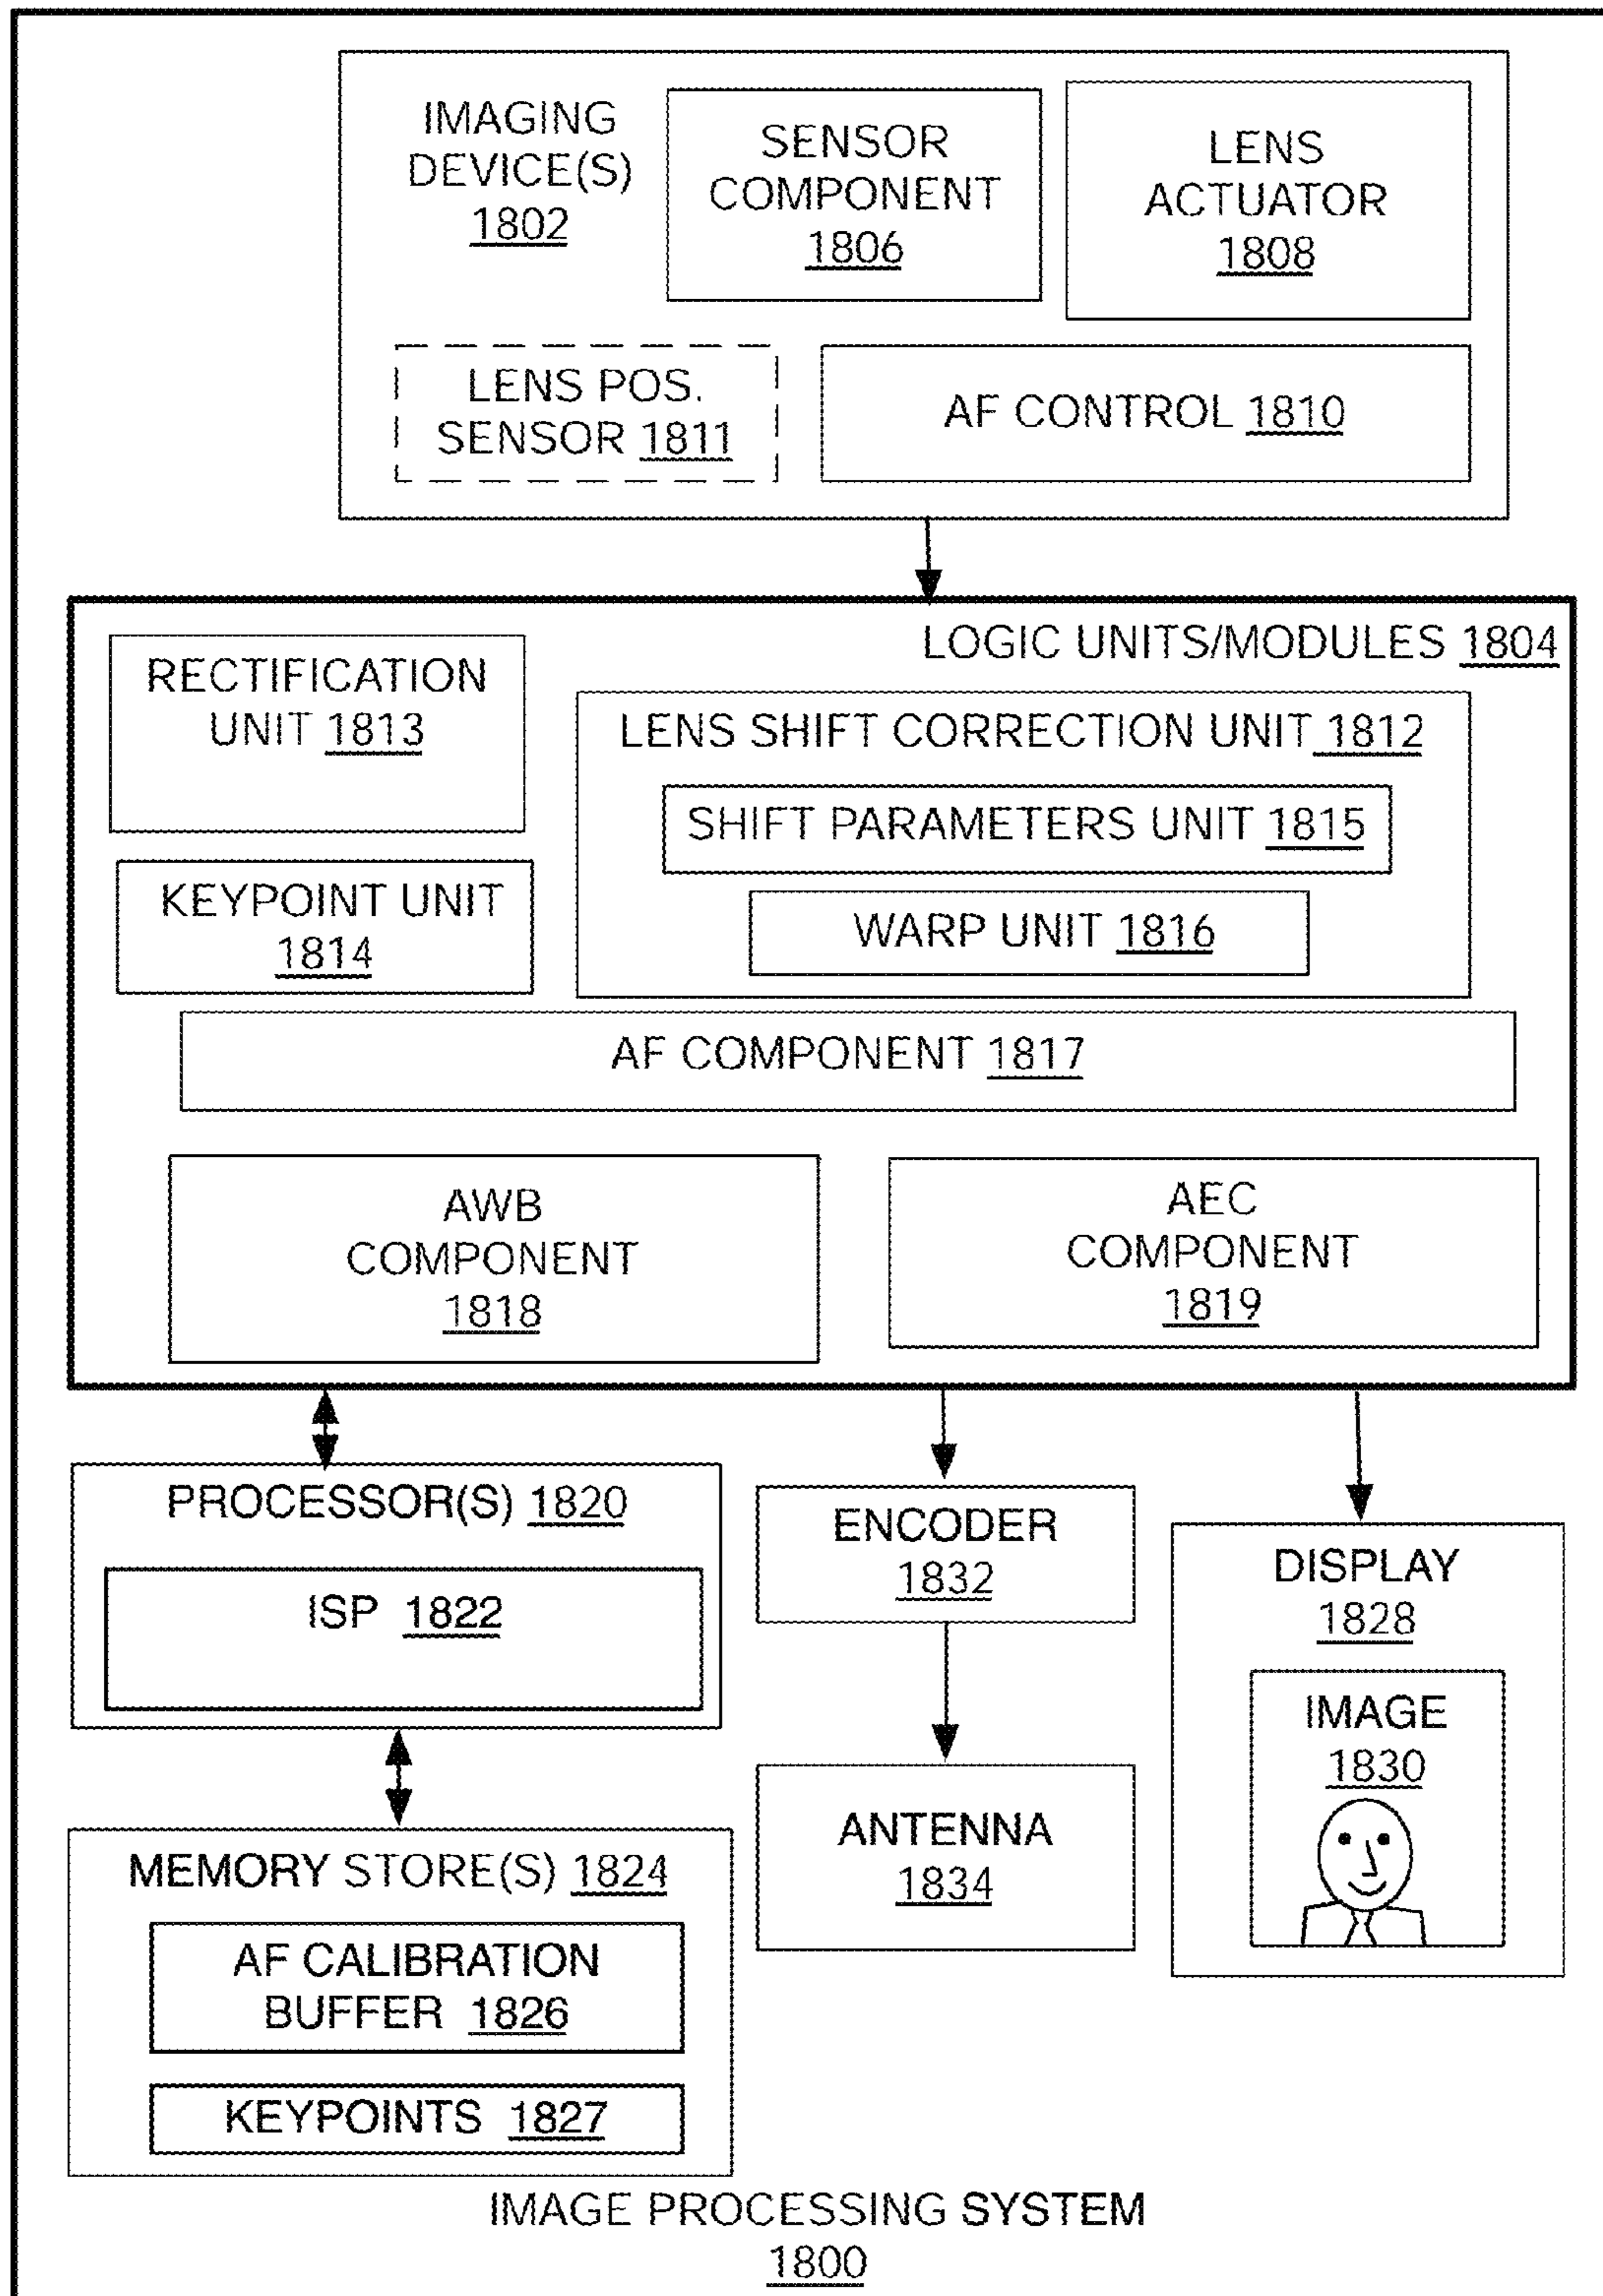 IMAGING
DEVICE(S)
1802
SENSOR
COMPONENT
1806
LENS
ACTUATOR
1808
LENS POS.
SENSOR 1811
AF CONTROL 1810
LOGIC UNITS/MODULES 1804
RECTIFICATION
UNIT 1813
LENS SHIFT CORRECTION UNIT 1812
SHIFT PARAMETERS UNIT 1815
WARP UNIT 1816
KEYPOINT UNIT
1814
AF COMPONENT 1817
AWB
COMPONENT
1818
AEC
COMPONENT
1819
PROCESSOR(S) 1820
ISP 1822
ENCODER
1832
DISPLAY
1828
IMAGE
1830
ANTENNA
1834
MEMORY STORE(S) 1824
AF CALIBRATION
BUFFER 1826
KEYPOINTS 1827
IMAGE PROCESSING SYSTEM
1800